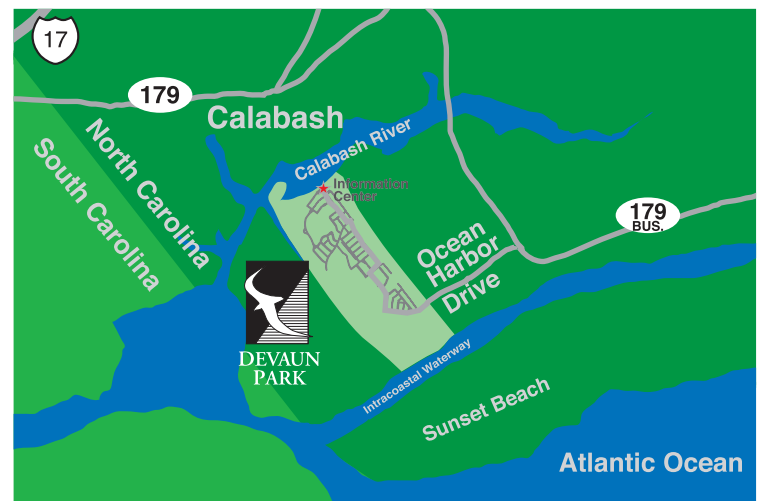 17
179
Calabash
Calabash River
North Carolina
South Carolina
Information
Center
179
BUS.
Ocean
Harbor
Drive
DEVAUN
PARK
Intracoastal Waterway
Sunset Beach
Atlantic Ocean